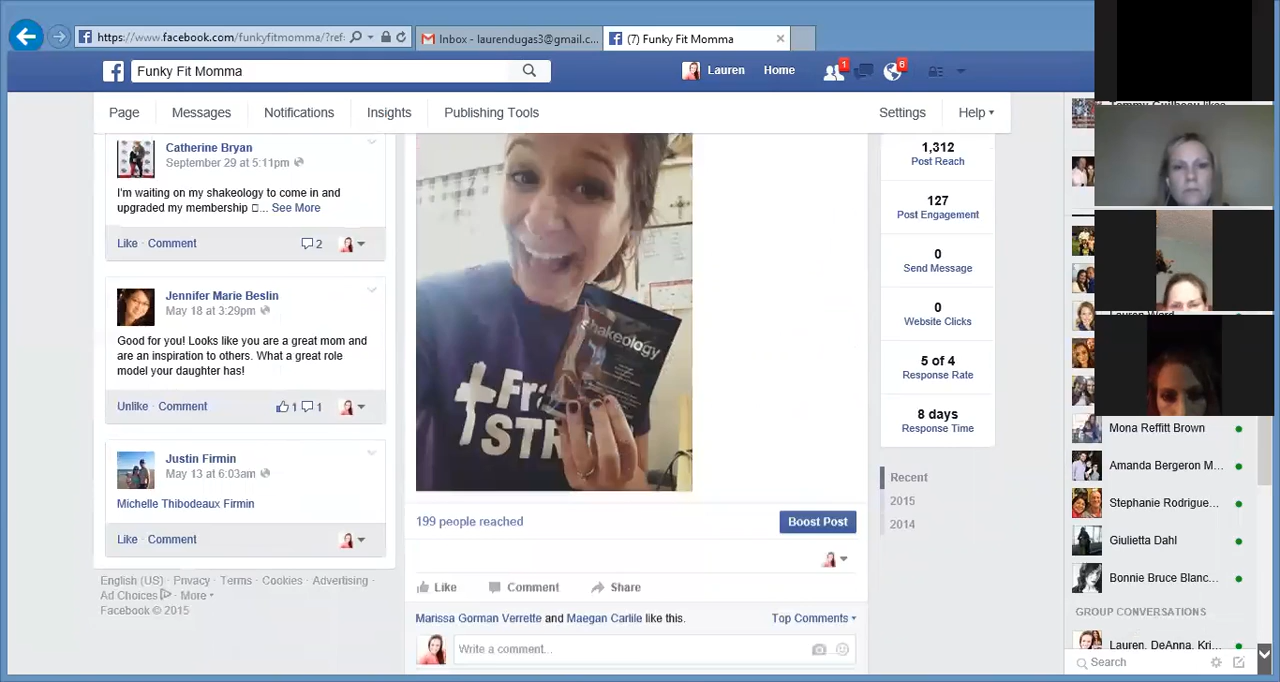 https://www.facebook.com/funkyfitmomma/?ref:
Inbox - laurendugas3@gmail.c...
(7) Funky Fit Momma
Funky Fit Momma
Lauren
Home
1
6
Page
Messages
Notifications
Insights
Publishing Tools
Settings
Help
Catherine Bryan
September 29 at 5:11pm
I'm waiting on my shakeology to come in and
upgraded my membership ... See More
Like · Comment
2
Jennifer Marie Beslin
May 18 at 3:29pm
Good for you! Looks like you are a great mom and
are an inspiration to others. What a great role
model your daughter has!
Unlike · Comment
1
1
Justin Firmin
May 13 at 6:03am
Michelle Thibodeaux Firmin
Like · Comment
English (US) · Privacy · Terms · Cookies · Advertising ·
Ad Choices · More
Facebook © 2015
shakeology
STR
199 people reached
Boost Post
Like
Comment
Share
Marissa Gorman Verrette and Maegan Carlile like this.
Top Comments
Write a comment...
1,312
Post Reach
127
Post Engagement
0
Send Message
0
Website Clicks
5 of 4
Response Rate
8 days
Response Time
Recent
2015
2014
Mona Reffitt Brown
Amanda Bergeron M...
Stephanie Rodrigue...
Giulietta Dahl
Bonnie Bruce Blanc...
GROUP CONVERSATIONS
Lauren, DeAnna, Kri...
Search